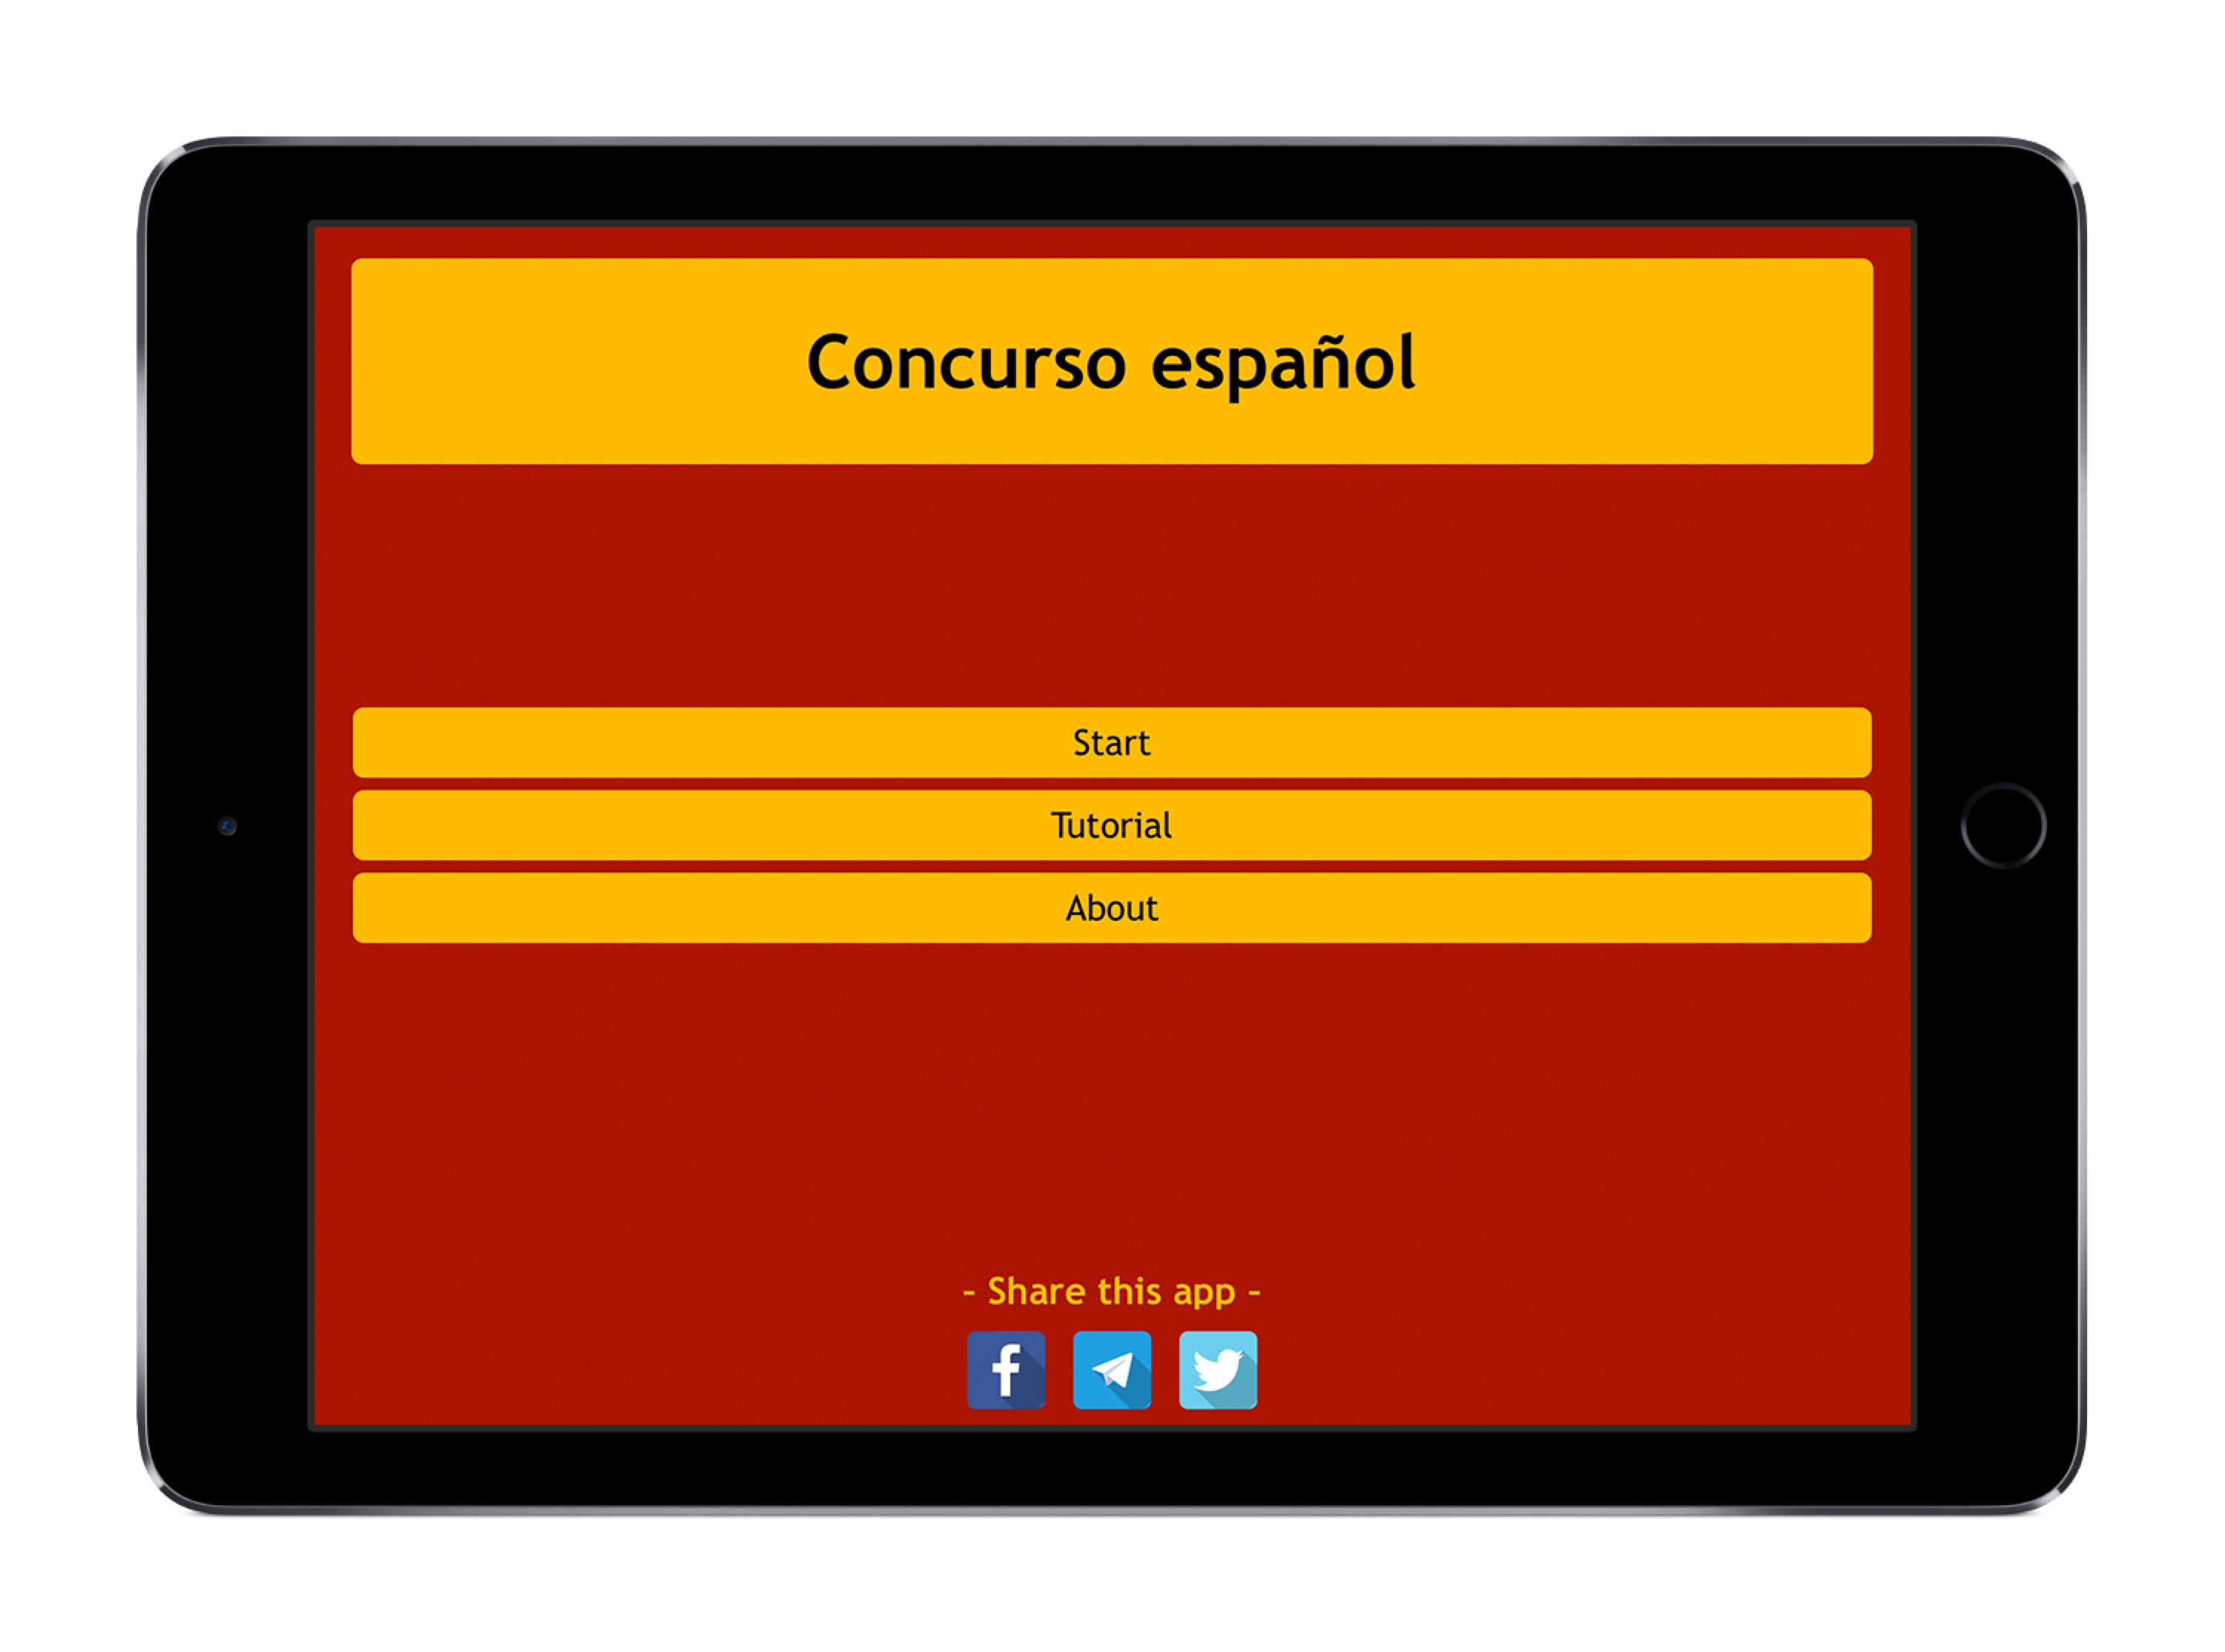 Concurso español
Start
Tutorial
About
- Share this app -